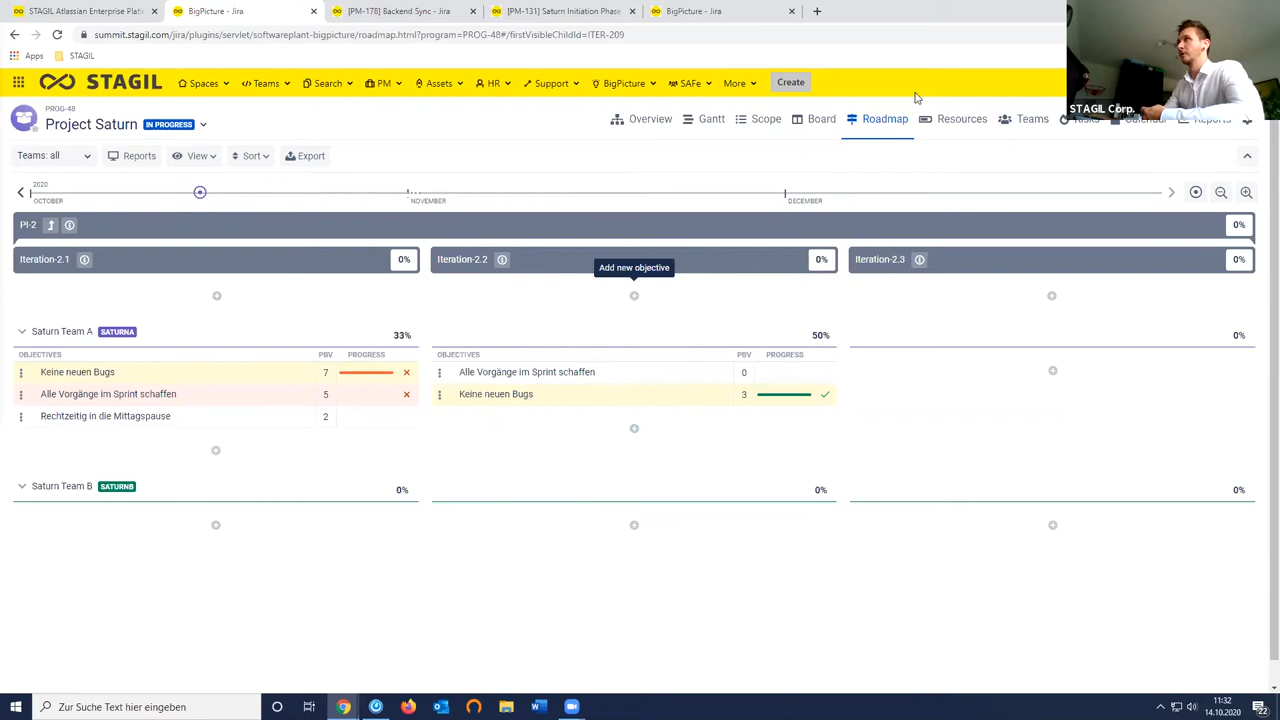 STAGIL Atlassian Enterprise Plat
BigPicture - Jira
[PM-178] Backend Sync - Jira
[PM-131] Saturn Initiation Phase
BigPicture - Jira
summit.stagil.com/jira/plugins/servlet/softwareplant-bigpicture/roadmap.html?program=PROG-48#/firstVisibleChildId=ITER-209
Apps STAGIL
STAGIL Spaces Teams Search PM Assets HR Support BigPicture SAFe More Create
STAGIL Corp.
PROG-48
Project Saturn IN PROGRESS
Overview Gantt Scope Board Roadmap Resources Teams Risks Calendar Reports
Teams: all Reports View Sort Export
2020
OCTOBER NOVEMBER DECEMBER
PI-2 0%
Iteration-2.1 0% Iteration-2.2 0% Iteration-2.3 0%
Add new objective
Saturn Team A SATURNA 33% 50% 0%
OBJECTIVES PBV PROGRESS OBJECTIVES PBV PROGRESS
Keine neuen Bugs 7 Alle Vorgänge im Sprint schaffen 0
Alle Vorgänge im Sprint schaffen 5 Keine neuen Bugs 3
Rechtzeitig in die Mittagspause 2
Saturn Team B SATURNB 0% 0% 0%
Zur Suche Text hier eingeben
11:32
14.10.2020
22